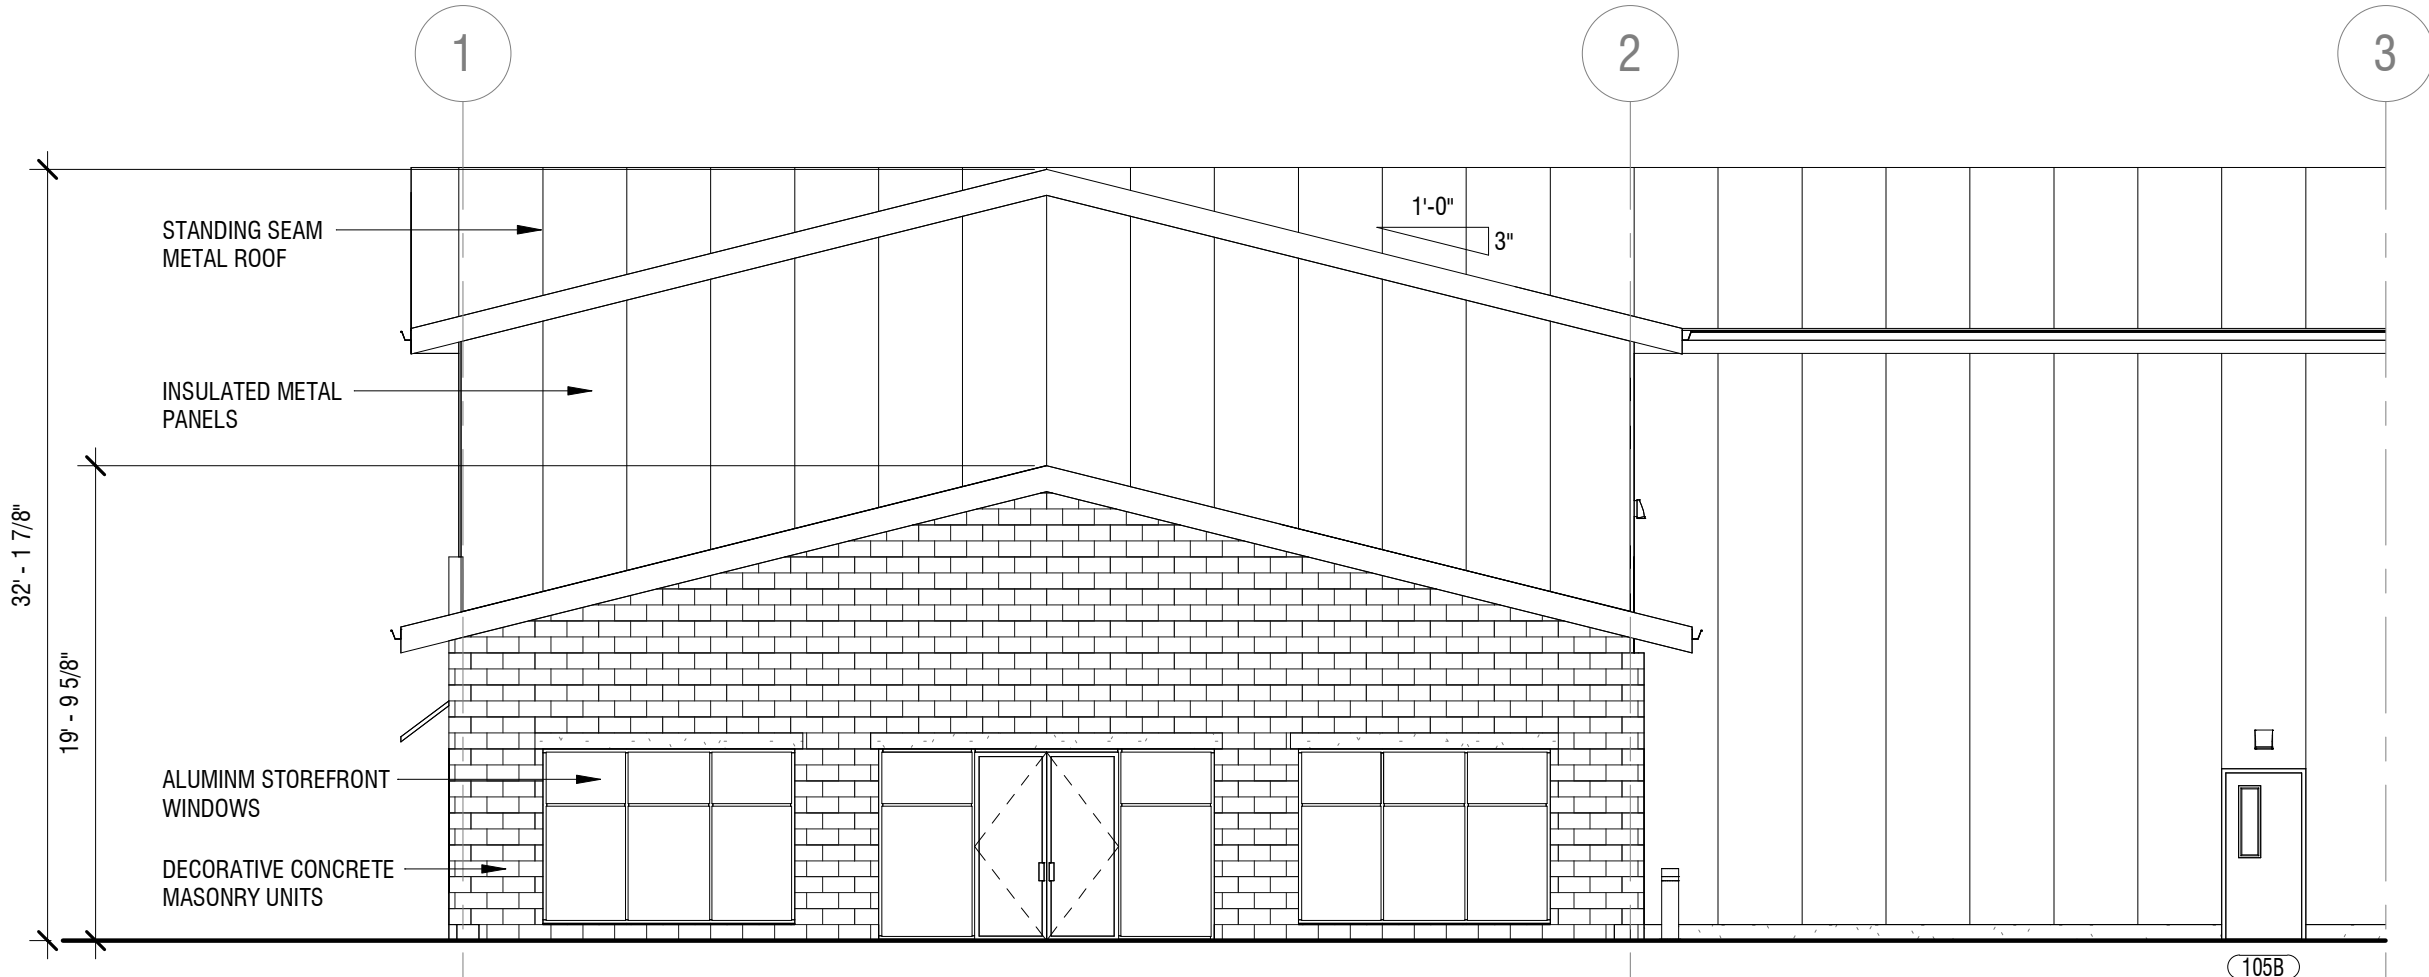 1
2
3
1'-0"
3"
STANDING SEAM
METAL ROOF
INSULATED METAL
PANELS
32' - 1 7/8"
19' - 9 5/8"
ALUMINM STOREFRONT
WINDOWS
DECORATIVE CONCRETE
MASONRY UNITS
105B